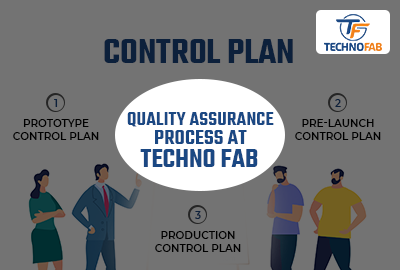 TF
TECHNOFAB
CONTROL PLAN
1
PROTOTYPE
CONTROL PLAN
2
PRE-LAUNCH
CONTROL PLAN
QUALITY ASSURANCE
PROCESS AT
TECHNO FAB
3
PRODUCTION
CONTROL PLAN